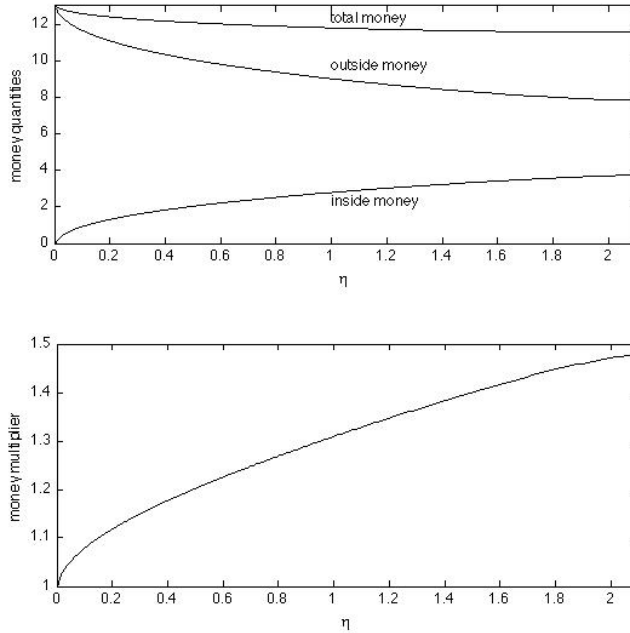 12
total money
10
outside money
8
money quantities
6
4
2
inside money
0
0 0.2 0.4 0.6 0.8 1 1.2 1.4 1.6 1.8 2
η
1.5
1.4
1.3
money multiplier
1.2
1.1
1
0 0.2 0.4 0.6 0.8 1 1.2 1.4 1.6 1.8 2
η